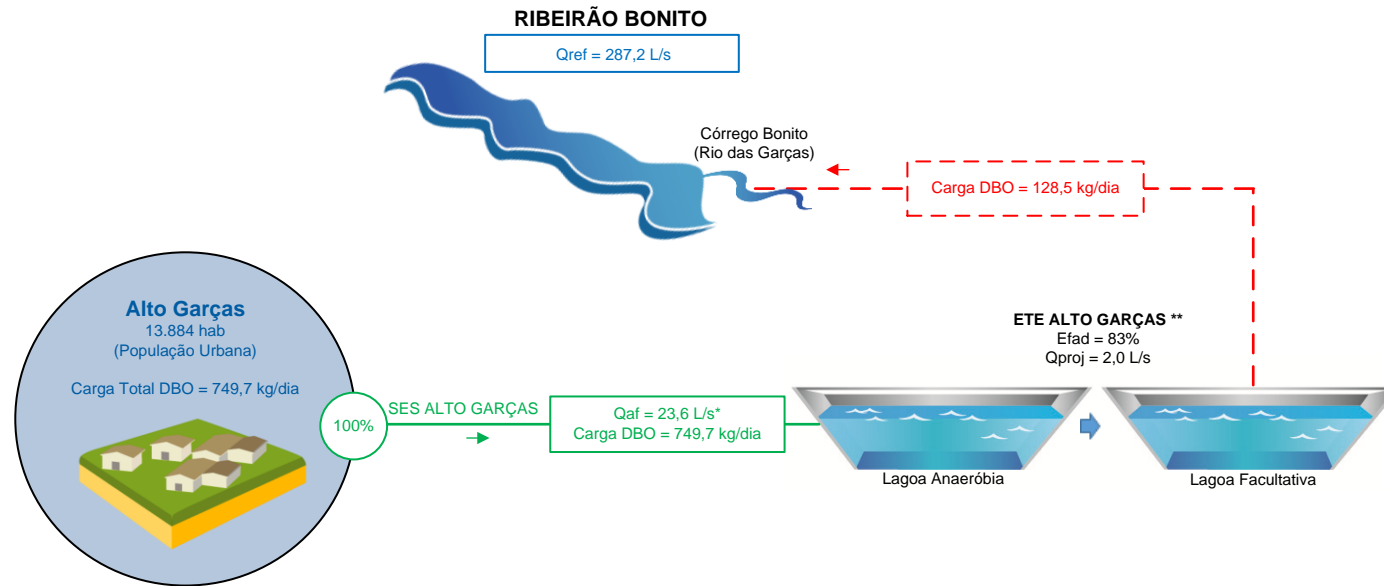 RIBEIRÃO BONITO
Qref = 287,2 L/s
Córrego Bonito
(Rio das Garças)
Carga DBO = 128,5 kg/dia
Alto Garças
13.884 hab
(População Urbana)
Carga Total DBO = 749,7 kg/dia
100%
SES ALTO GARÇAS
Qaf = 23,6 L/s*
Carga DBO = 749,7 kg/dia
ETE ALTO GARÇAS **
Efad = 83%
Qproj = 2,0 L/s
Lagoa Anaeróbia
Lagoa Facultativa